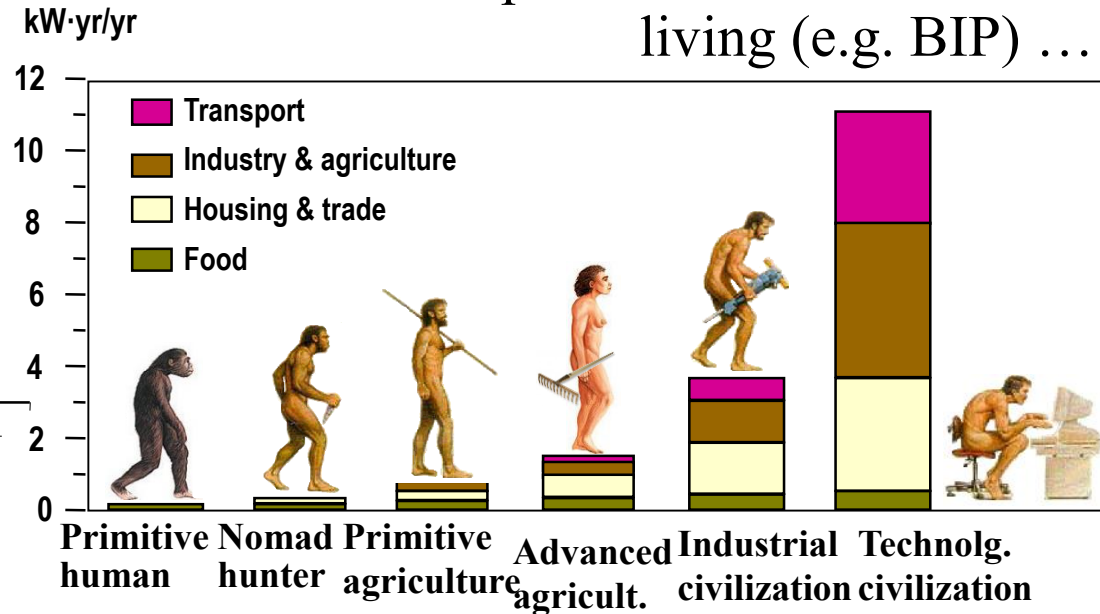 living (e.g. BIP) …
kW·yr/yr
12
10
8
6
4
2
0
Transport
Industry & agriculture
Housing & trade
Food
Primitive human
Nomad hunter
Primitive agriculture
Advanced agricult.
Industrial civilization
Technolg. civilization